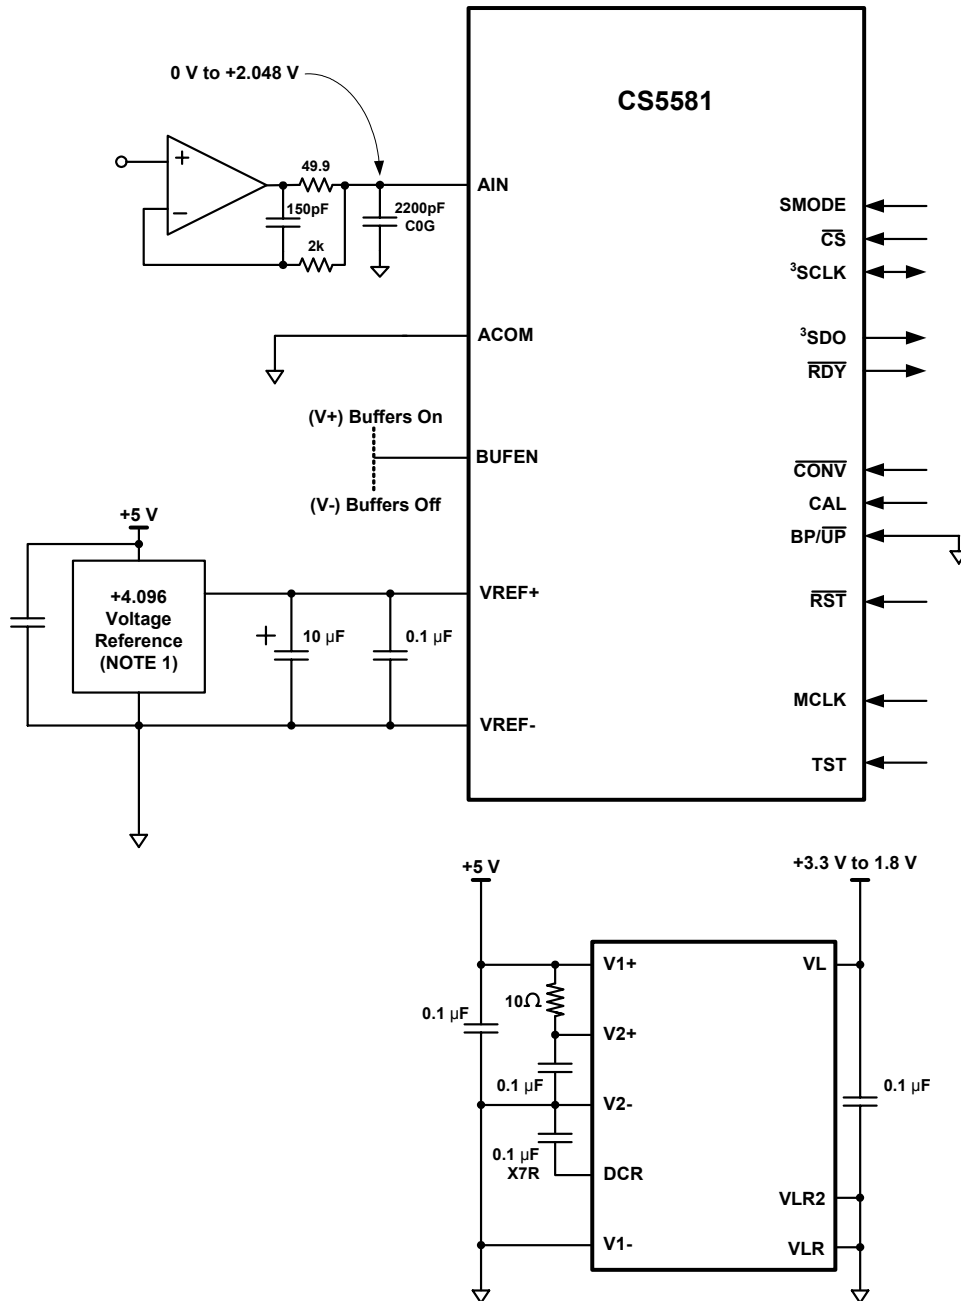 0 V to +2.048 V
CS5581
+
49.9
AIN
−
150pF
2200pF
C0G
2k
SMODE
CS
³SCLK
ACOM
³SDO
RDY
(V+) Buffers On
BUFEN
CONV
(V-) Buffers Off
CAL
+5 V
BP/UP
+4.096
Voltage
Reference
(NOTE 1)
VREF+
RST
+
10 µF
0.1 µF
MCLK
VREF-
TST
+5 V
+3.3 V to 1.8 V
V1+
VL
10Ω
0.1 µF
V2+
0.1 µF
0.1 µF
V2-
0.1 µF
X7R
DCR
VLR2
V1-
VLR